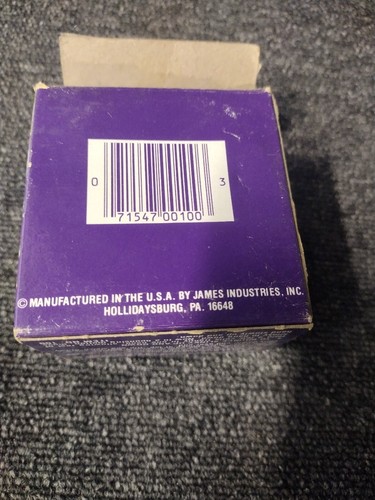 0 71547 00100 3
© MANUFACTURED IN THE U.S.A. BY JAMES INDUSTRIES, INC.
HOLLIDAYSBURG, PA. 16648